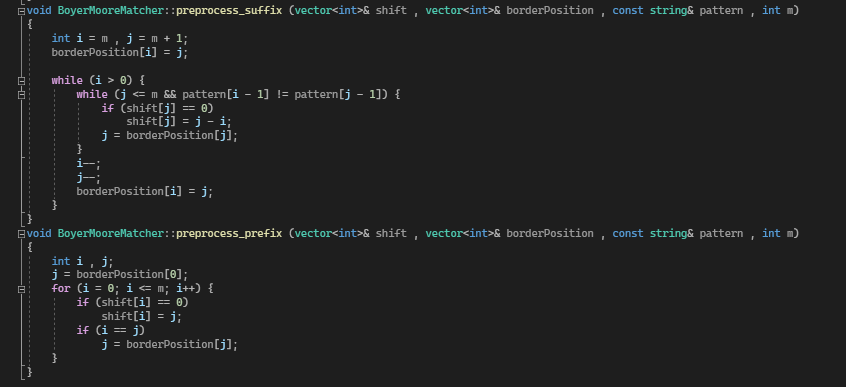 void BoyerMooreMatcher::preprocess_suffix (vector<int>& shift , vector<int>& borderPosition , const string& pattern , int m)
{
    int i = m , j = m + 1;
    borderPosition[i] = j;

    while (i > 0) {
        while (j <= m && pattern[i - 1] != pattern[j - 1]) {
            if (shift[j] == 0)
                shift[j] = j - i;
            j = borderPosition[j];
        }
        i--;
        j--;
        borderPosition[i] = j;
    }
}
void BoyerMooreMatcher::preprocess_prefix (vector<int>& shift , vector<int>& borderPosition , const string& pattern , int m)
{
    int i , j;
    j = borderPosition[0];
    for (i = 0; i <= m; i++) {
        if (shift[i] == 0)
            shift[i] = j;
        if (i == j)
            j = borderPosition[j];
    }
}